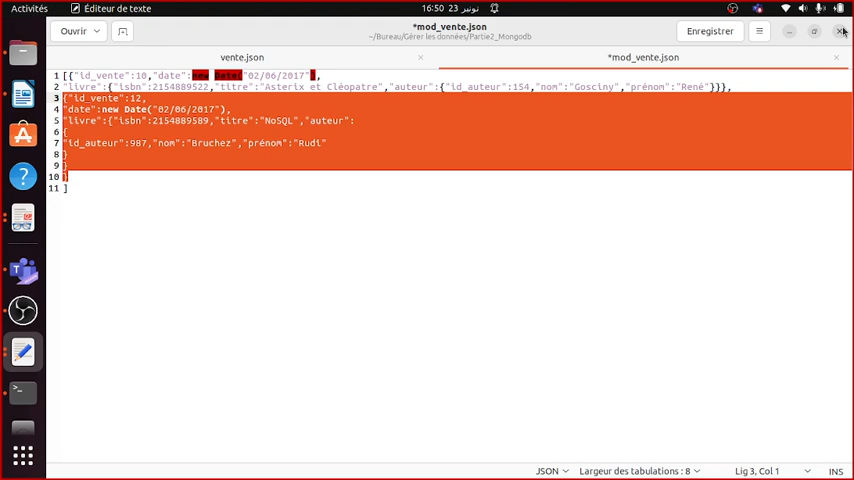 Activités
Éditeur de texte
16:50 23 تونير
Ouvrir
*mod_vente.json
~/Bureau/Gérer les données/Partie2_Mongodb
Enregistrer
vente.json
*mod_vente.json
1 [{"id_vente":10,"date":new Date("02/06/2017"),
2 "livre":{"isbn":2154889522,"titre":"Asterix et Cléopatre","auteur":{"id_auteur":154,"nom":"Gosciny","prénom":"René"}}},
3 {"id_vente":12,
4 "date":new Date("02/06/2017"),
5 "livre":{"isbn":2154889589,"titre":"NoSQL","auteur":
6 {
7 "id_auteur":987,"nom":"Bruchez","prénom":"Rudi"
8 }
9 }
10 }
11 ]
JSON
Largeur des tabulations : 8
Lig 3, Col 1
INS